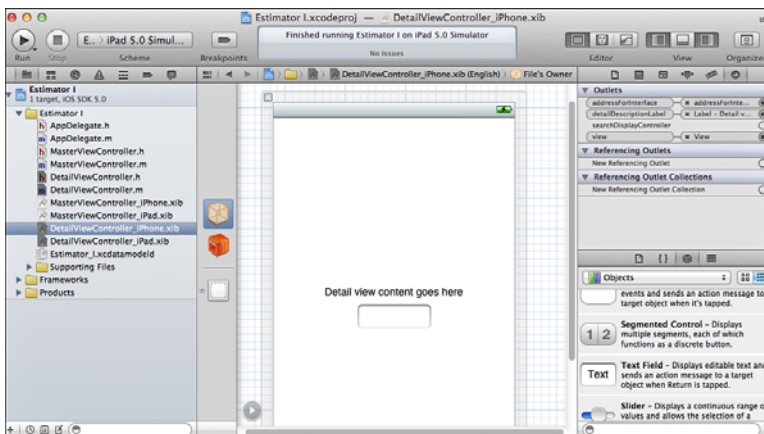 Estimator I.xcodeproj — DetailViewController_iPhone.xib
E.. iPad 5.0 Simul...
Finished running Estimator I on iPad 5.0 Simulator
No Issues
Run Stop Scheme Breakpoints Editor View Organizer
DetailViewController_iPhone.xib (English) File's Owner
Estimator I
1 target, iOS SDK 5.0
Estimator I
AppDelegate.h
AppDelegate.m
MasterViewController.h
MasterViewController.m
DetailViewController.h
DetailViewController.m
MasterViewController_iPhone.xib
MasterViewController_iPad.xib
DetailViewController_iPhone.xib
DetailViewController_iPad.xib
Estimator_I.xcdatamodeld
Supporting Files
Frameworks
Products
Detail view content goes here
Outlets
addressForInterface addressForInte...
detailDescriptionLabel Label - Detail v...
searchDisplayController
view View
Referencing Outlets
New Referencing Outlet
Referencing Outlet Collections
New Referencing Outlet Collection
Objects
events and sends an action message to
target object when it's tapped.
1 2
Segmented Control - Displays
multiple segments, each of which
functions as a discrete button.
Text
Text Field - Displays editable text and
sends an action message to a target
object when Return is tapped.
Slider - Displays a continuous range o
values and allows the selection of a